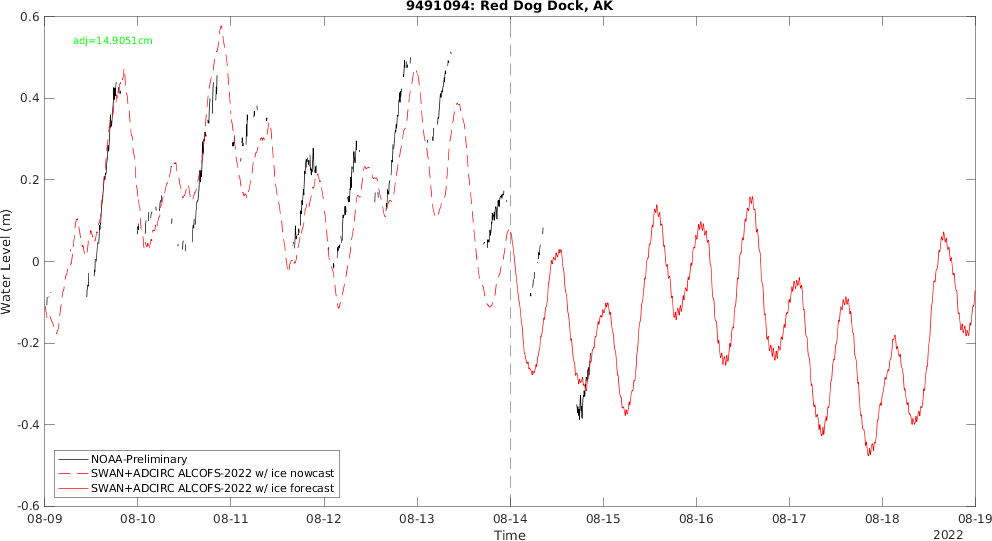 9491094: Red Dog Dock, AK
adj=14.9051cm
Water Level (m)
0.6
0.4
0.2
0
-0.2
-0.4
-0.6
NOAA-Preliminary
SWAN+ADCIRC ALCOFS-2022 w/ ice nowcast
SWAN+ADCIRC ALCOFS-2022 w/ ice forecast
08-09 08-10 08-11 08-12 08-13 08-14 08-15 08-16 08-17 08-18 08-19
Time
2022